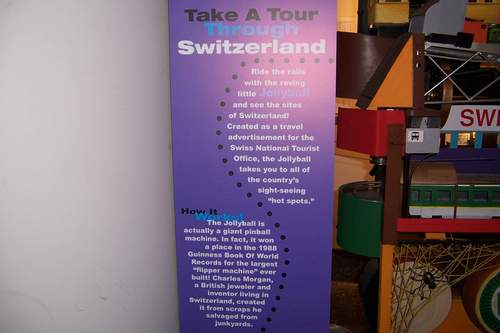 Take A Tour
Through
Switzerland
Ride the rails
with the roving
little Jollyball
and see the sites
of Switzerland!
Created as a travel
advertisement for the
Swiss National Tourist
Office, the Jollyball
takes you to all of
the country's
sight-seeing
"hot spots."
How It
Works!
The Jollyball is
actually a giant pinball
machine. In fact, it won
a place in the 1988
Guinness Book Of World
Records for the largest
"flipper machine" ever
built! Charles Morgan,
a British jeweler and
inventor living in
Switzerland, created
it from scraps he
salvaged from
junkyards.
SWI